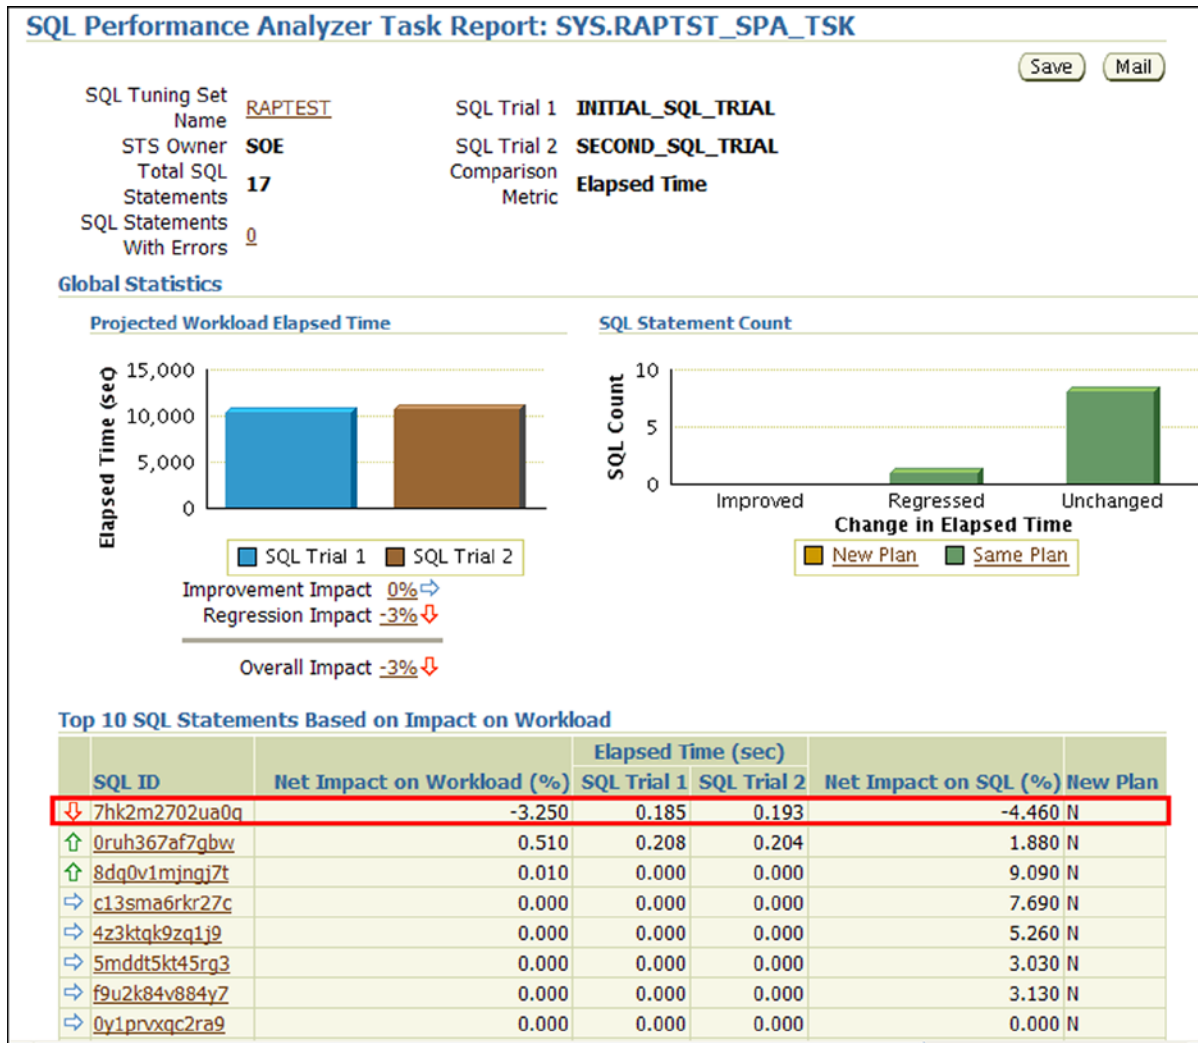 SQL Performance Analyzer Task Report: SYS.RAPTST_SPA_TSK
Save Mail
SQL Tuning Set Name RAPTEST
STS Owner SOE
Total SQL Statements 17
SQL Statements With Errors 0
SQL Trial 1 INITIAL_SQL_TRIAL
SQL Trial 2 SECOND_SQL_TRIAL
Comparison Metric Elapsed Time
Global Statistics
Projected Workload Elapsed Time
Elapsed Time (sec)
15,000
10,000
5,000
0
SQL Trial 1 SQL Trial 2
Improvement Impact 0%
Regression Impact -3%
Overall Impact -3%
SQL Statement Count
SQL Count
10
5
0
Improved Regressed Unchanged
Change in Elapsed Time
New Plan Same Plan
Top 10 SQL Statements Based on Impact on Workload
Elapsed Time (sec)
SQL ID Net Impact on Workload (%) SQL Trial 1 SQL Trial 2 Net Impact on SQL (%) New Plan
7hk2m2702ua0q -3.250 0.185 0.193 -4.460 N
0ruh367af7gbw 0.510 0.208 0.204 1.880 N
8dq0v1mjngj7t 0.010 0.000 0.000 9.090 N
c13sma6rkr27c 0.000 0.000 0.000 7.690 N
4z3ktqk9zq1j9 0.000 0.000 0.000 5.260 N
5mddt5kt45rg3 0.000 0.000 0.000 3.030 N
f9u2k84v884y7 0.000 0.000 0.000 3.130 N
0y1prvxqc2ra9 0.000 0.000 0.000 0.000 N